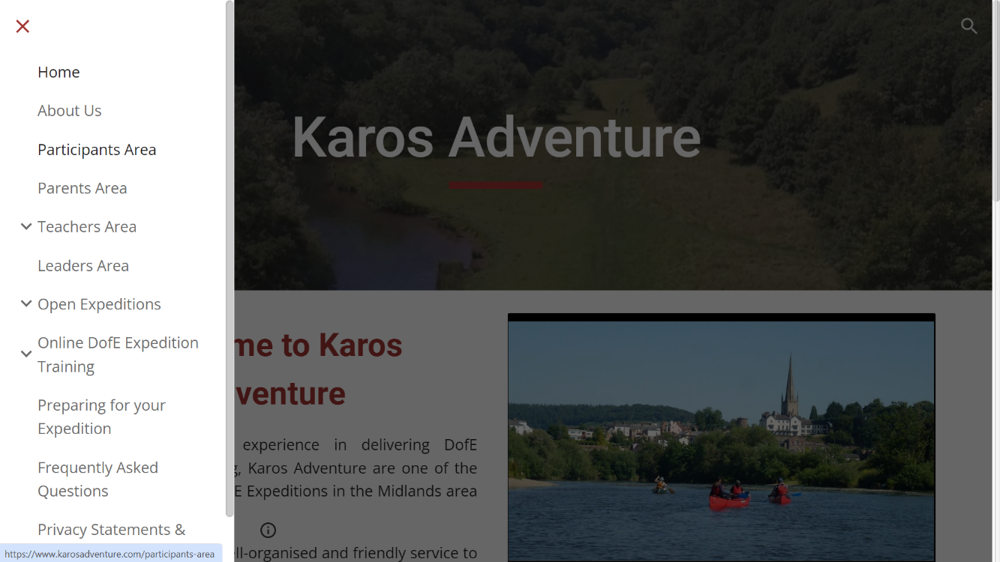 Home
About Us
Participants Area
Parents Area
Teachers Area
Leaders Area
Open Expeditions
Online DofE Expedition
Training
Preparing for your
Expedition
Frequently Asked
Questions
Privacy Statements &
https://www.karosadventure.com/participants-area
Karos Adventure
me to Karos
venture
experience in delivering DofE
g, Karos Adventure are one of the
E Expeditions in the Midlands area
ll-organised and friendly service to